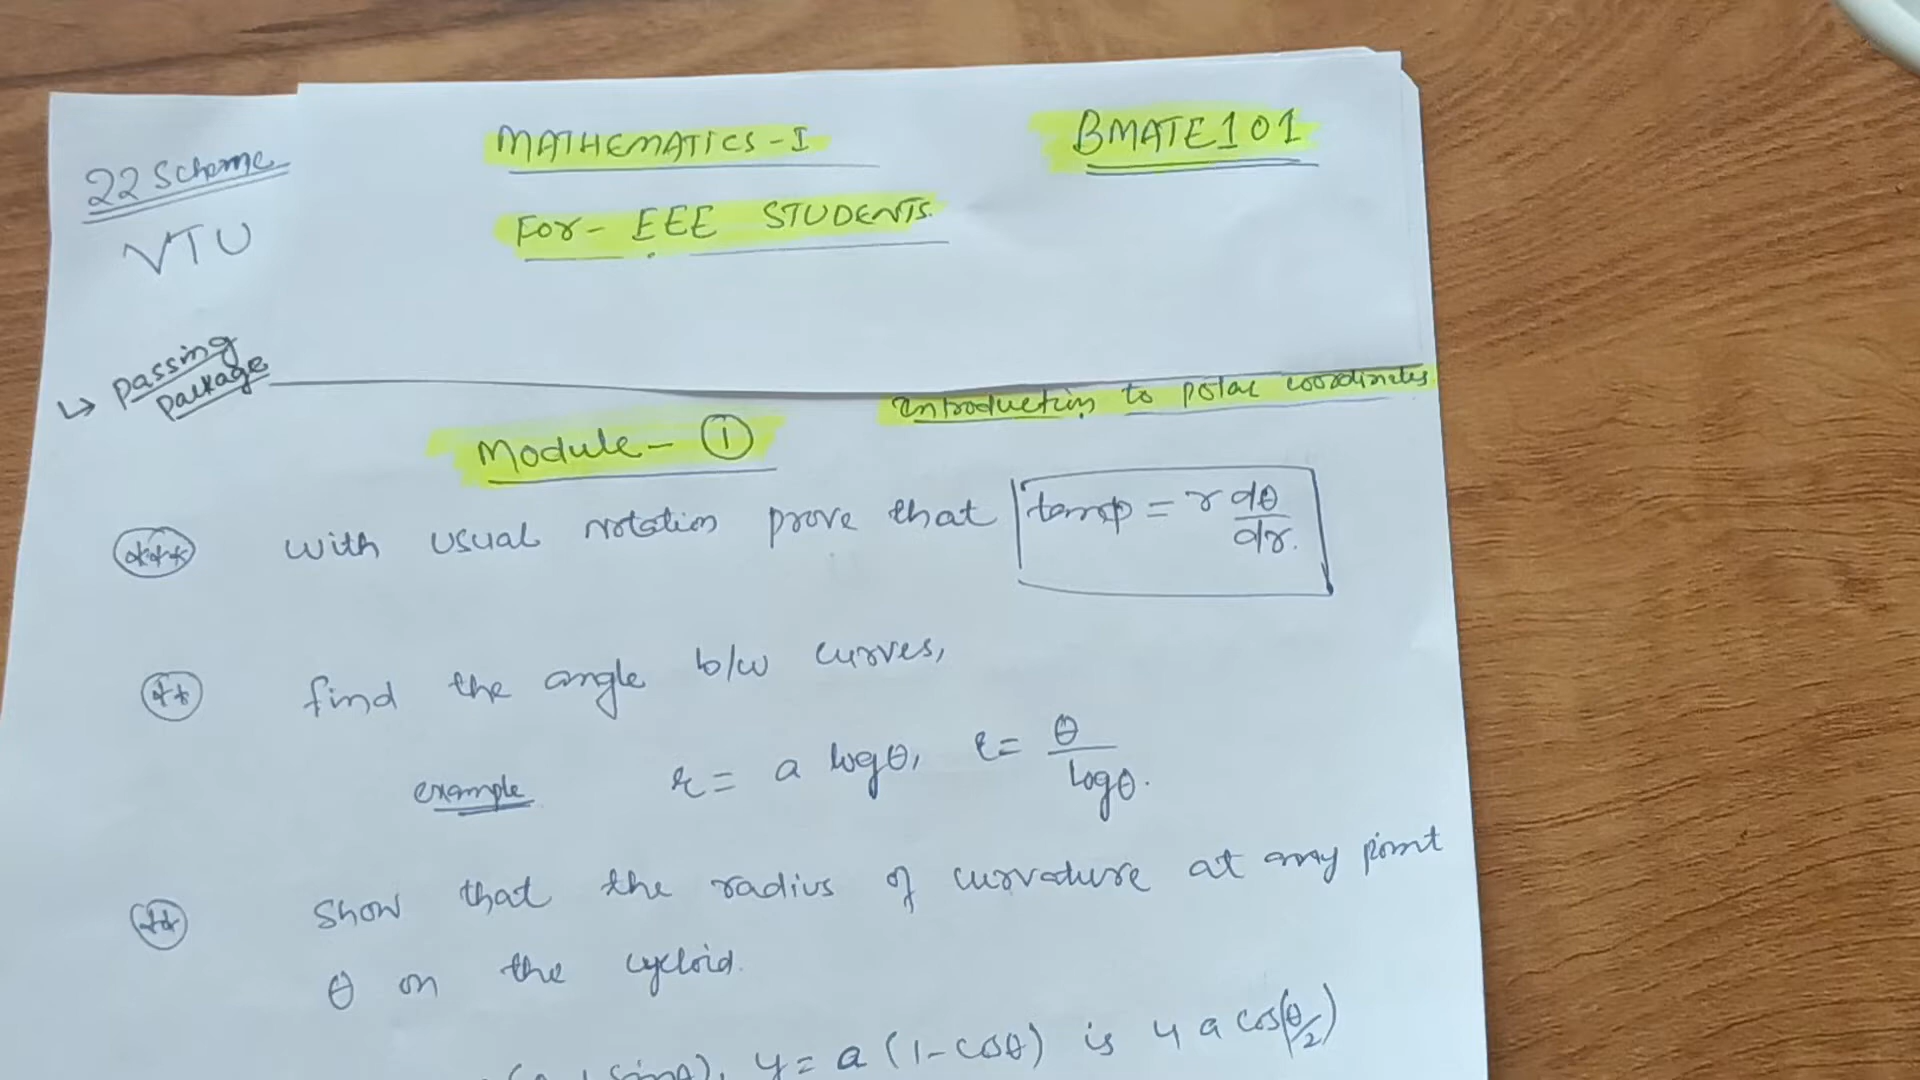 22 Scheme
VTU
MATHEMATICS-I
BMATE101
For- EEE STUDENTS.
↳ Passing
package
Introduction to polar coordinates
Module- ①
*** with usual notation prove that tanφ = r dθ/dr.
** find the angle b/w curves,
example r = a logθ, r = θ/logθ.
** Show that the radius of curvature at any point
θ on the cycloid.
sinθ), y= a (1-cosθ) is 4 a cos(θ/2)